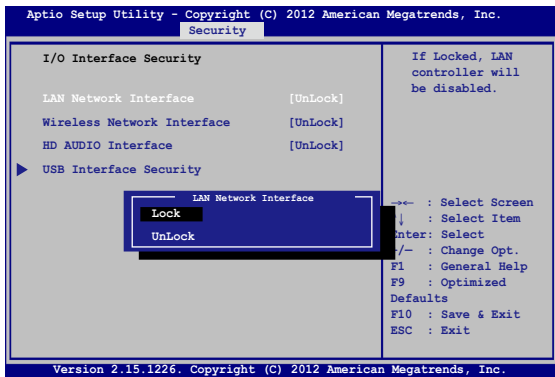 Aptio Setup Utility - Copyright (C) 2012 American Megatrends, Inc.
Security
I/O Interface Security
LAN Network Interface [UnLock]
Wireless Network Interface [UnLock]
HD AUDIO Interface [UnLock]
USB Interface Security
If Locked, LAN
controller will
be disabled.
LAN Network Interface
Lock
UnLock
→← : Select Screen
↓ : Select Item
Enter: Select
+/— : Change Opt.
F1 : General Help
F9 : Optimized
Defaults
F10 : Save & Exit
ESC : Exit
Version 2.15.1226. Copyright (C) 2012 American Megatrends, Inc.